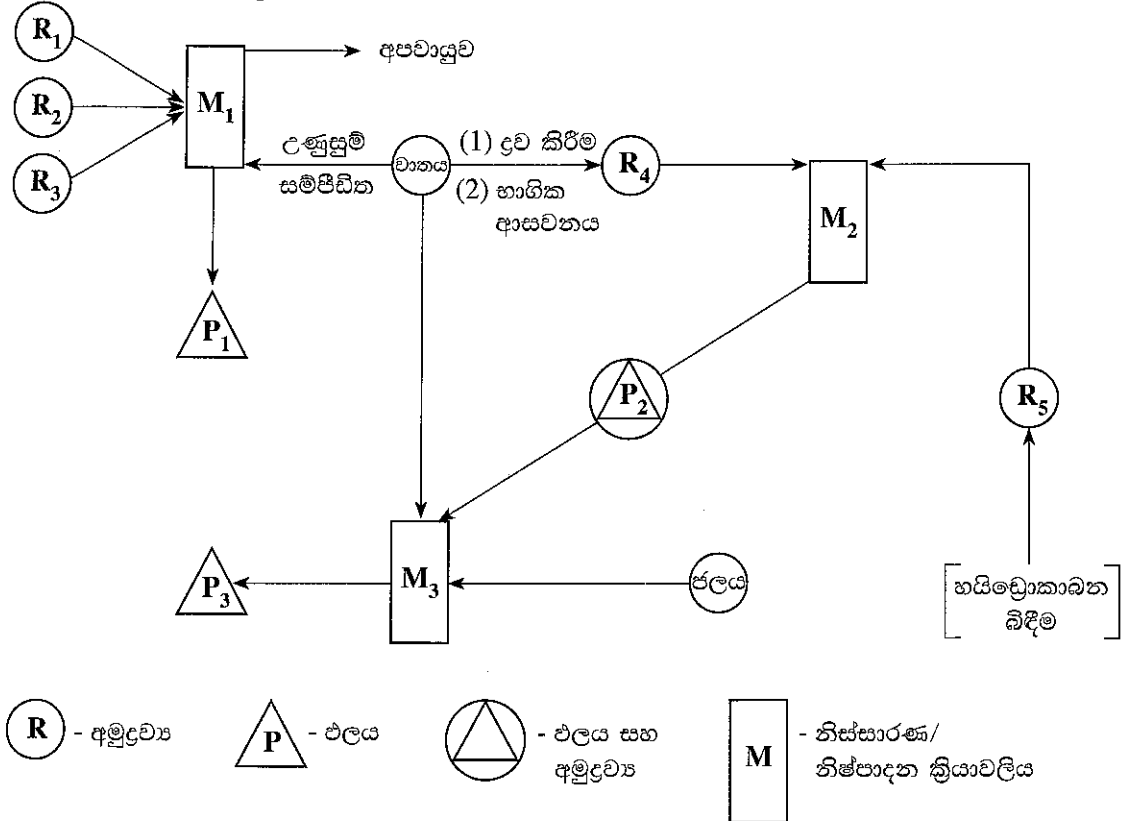 R₁
R₂
R₃
M₁
අපවායුව
උණුසුම්
සම්පීඩිත
වාතය
(1) ද්‍රව කිරීම
(2) භාගික
ආසවනය
R₄
M₂
P₁
P₂
R₅
P₃
M₃
ජලය
හයිඩ්‍රොකාබන
බිඳීම
R - අමුද්‍රව්‍ය
P - ඵලය
- ඵලය සහ
අමුද්‍රව්‍ය
M - නිස්සාරණ/
නිෂ්පාදන ක්‍රියාවලිය